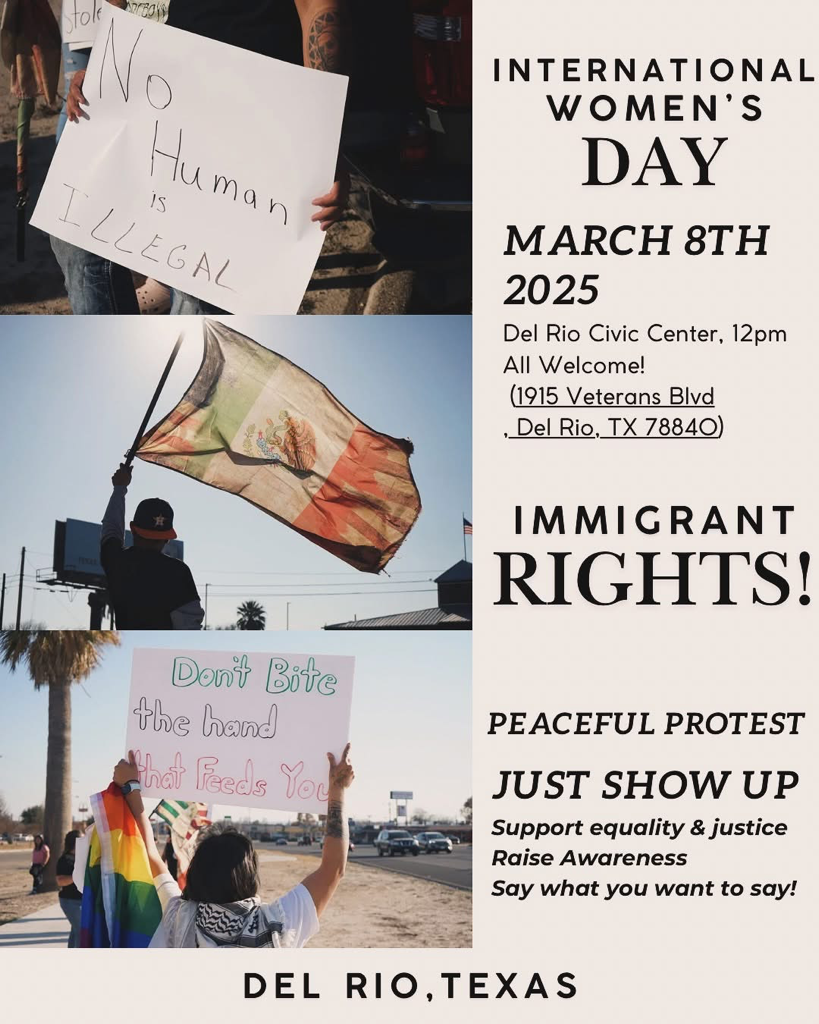 stole
No
Human
is
ILLEGAL
Don't Bite
the hand
that Feeds You
INTERNATIONAL
WOMEN'S
DAY
MARCH 8TH
2025
Del Rio Civic Center, 12pm
All Welcome!
(1915 Veterans Blvd
, Del Rio, TX 78840)
IMMIGRANT
RIGHTS!
PEACEFUL PROTEST
JUST SHOW UP
Support equality & justice
Raise Awareness
Say what you want to say!
DEL RIO,TEXAS